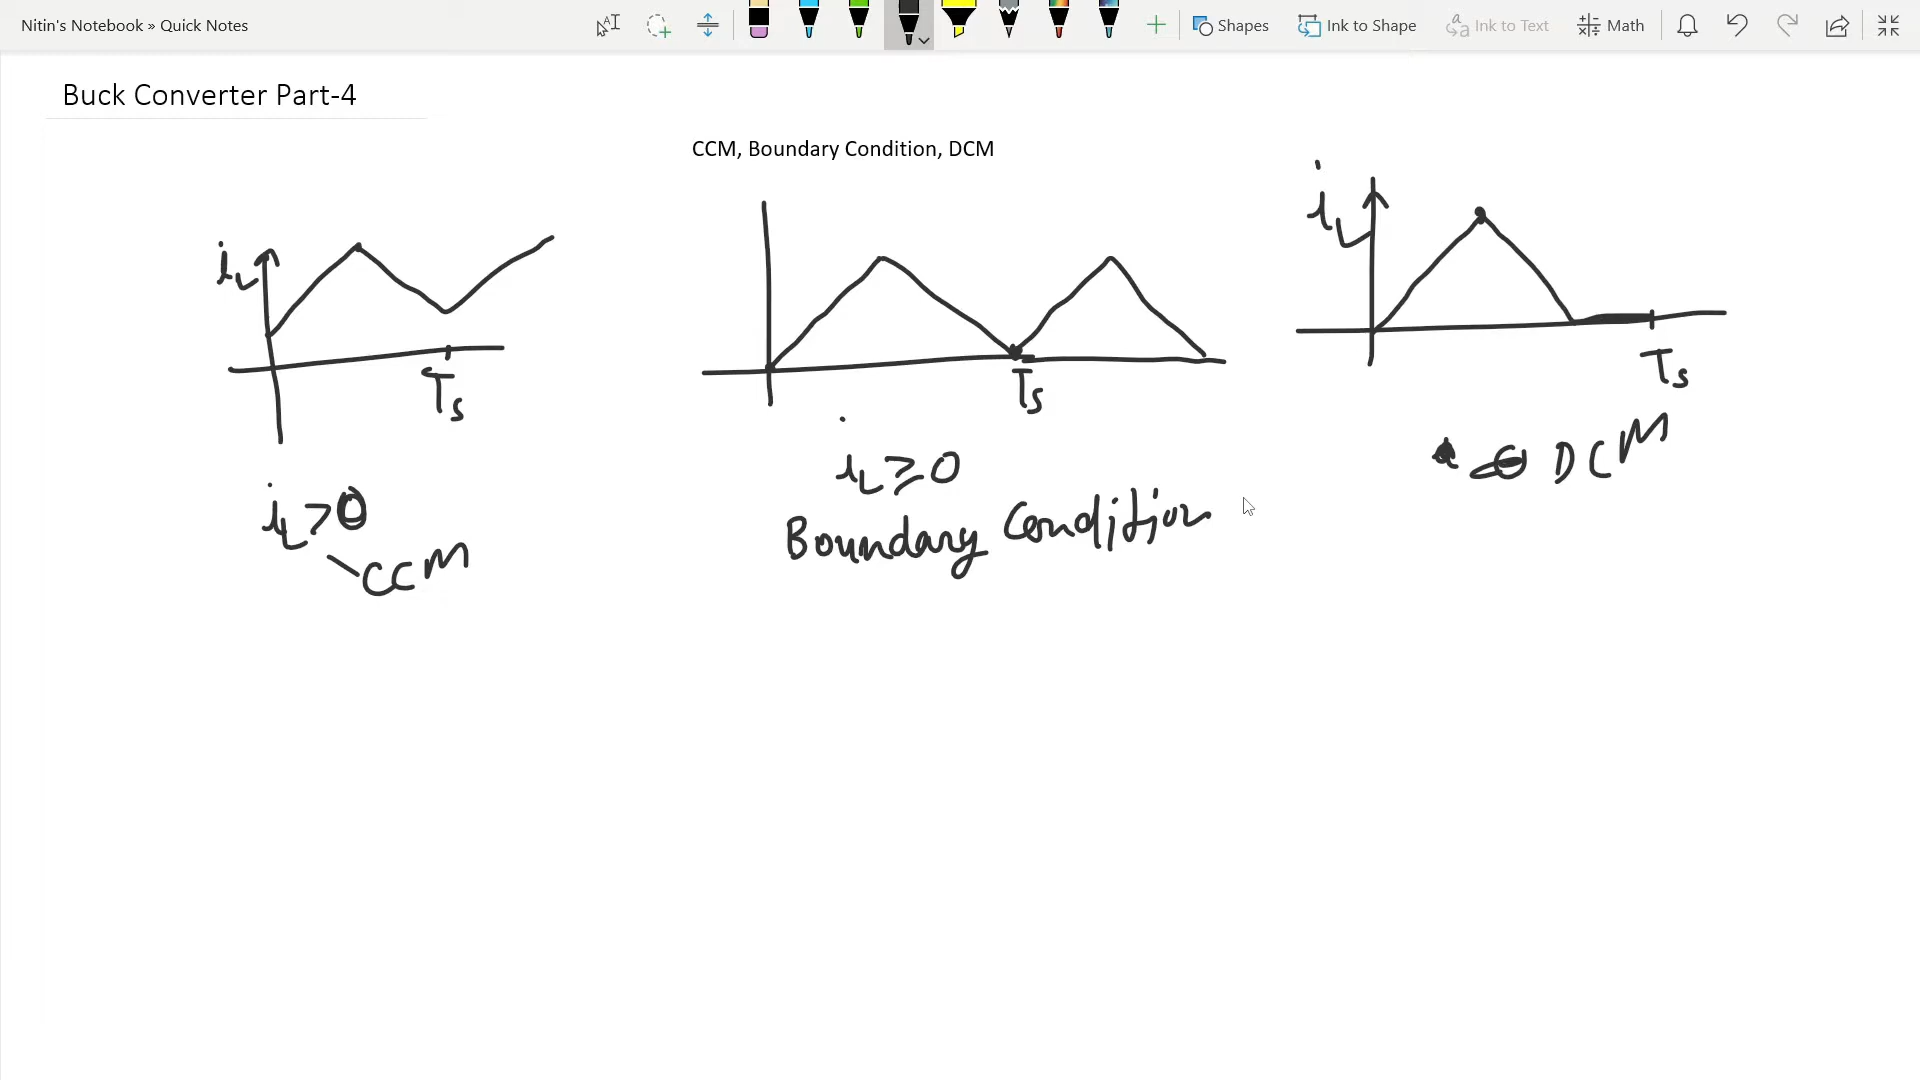 Nitin's Notebook » Quick Notes
Shapes
Ink to Shape
Ink to Text
Math
Buck Converter Part-4
CCM, Boundary Condition, DCM
iL
Ts
iL > 0
CCM
Ts
iL ≥ 0
Boundary Condition
iL
Ts
DCM